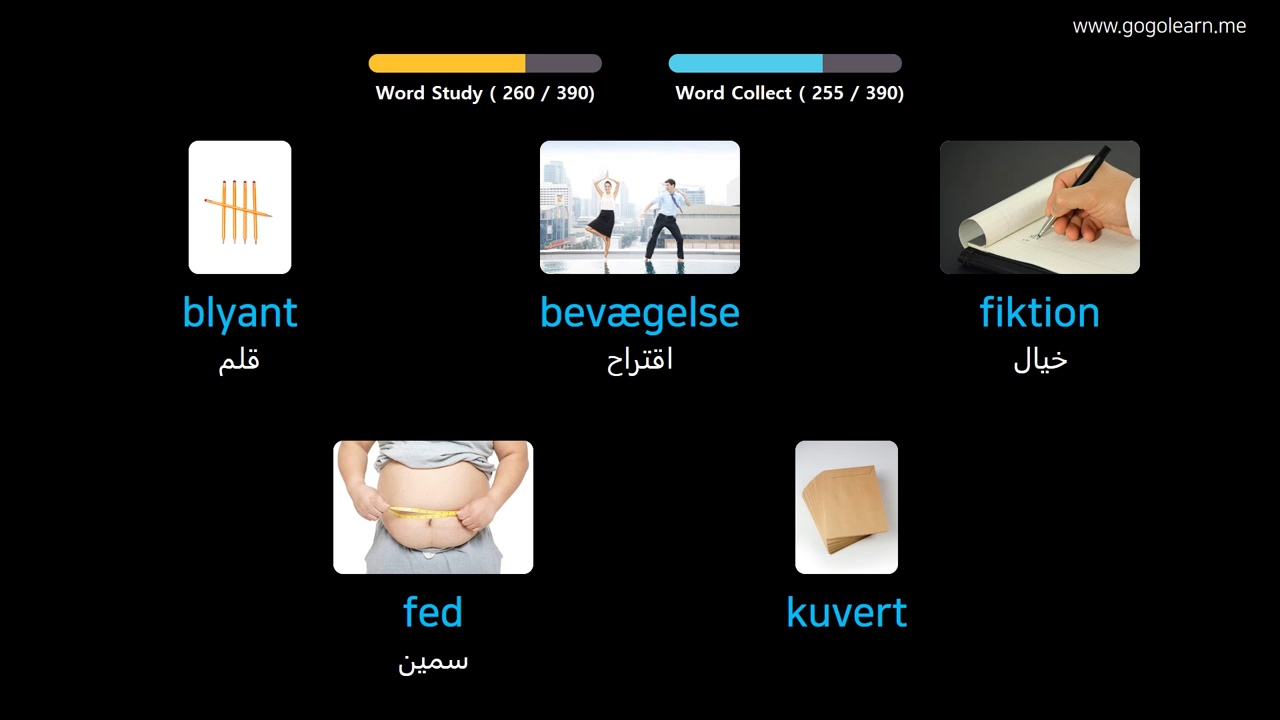 www.gogolearn.me
Word Study ( 260 / 390)
Word Collect ( 255 / 390)
blyant
قلم
bevægelse
اقتراح
fiktion
خيال
fed
سمين
kuvert